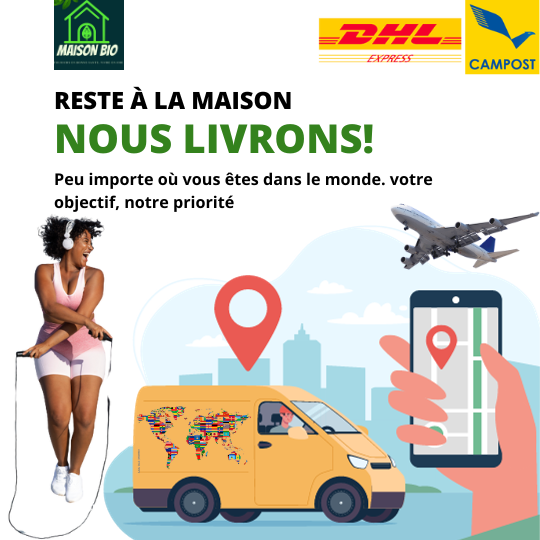 MAISON BIO
DHL
EXPRESS
CAMPOST
RESTE À LA MAISON
NOUS LIVRONS!
Peu importe où vous êtes dans le monde. votre
objectif, notre priorité